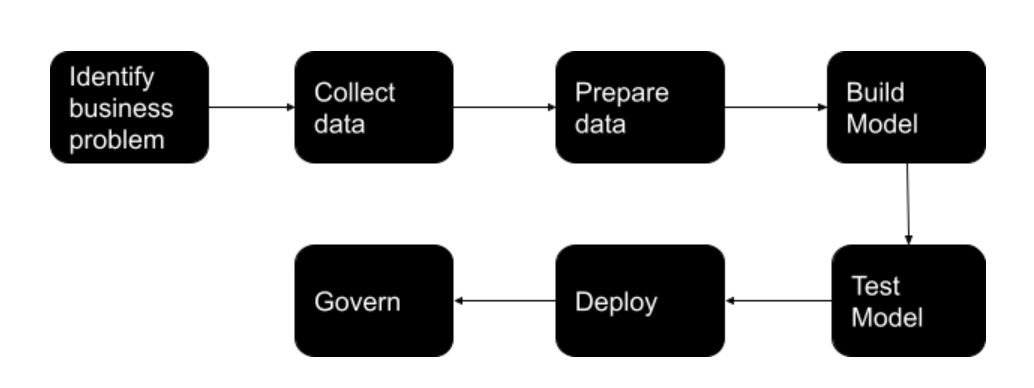 Identify
business
problem
Collect
data
Prepare
data
Build
Model
Test
Model
Deploy
Govern